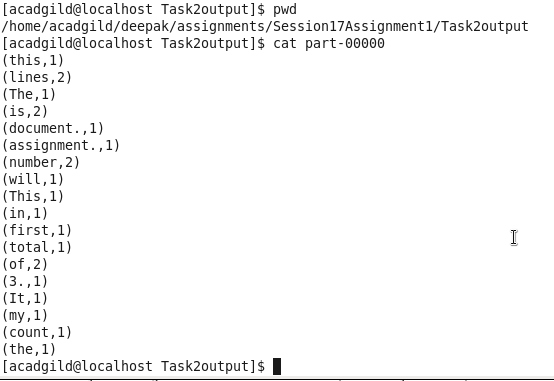 [acadgild@localhost Task2output]$ pwd
/home/acadgild/deepak/assignments/Session17Assignment1/Task2output
[acadgild@localhost Task2output]$ cat part-00000
(this,1)
(lines,2)
(The,1)
(is,2)
(document.,1)
(assignment.,1)
(number,2)
(will,1)
(This,1)
(in,1)
(first,1)
(total,1)
(of,2)
(3.,1)
(It,1)
(my,1)
(count,1)
(the,1)
[acadgild@localhost Task2output]$